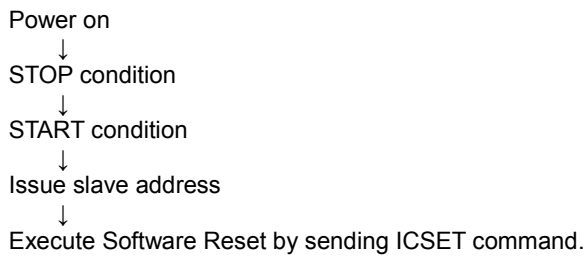 Power on
↓
STOP condition
↓
START condition
↓
Issue slave address
↓
Execute Software Reset by sending ICSET command.